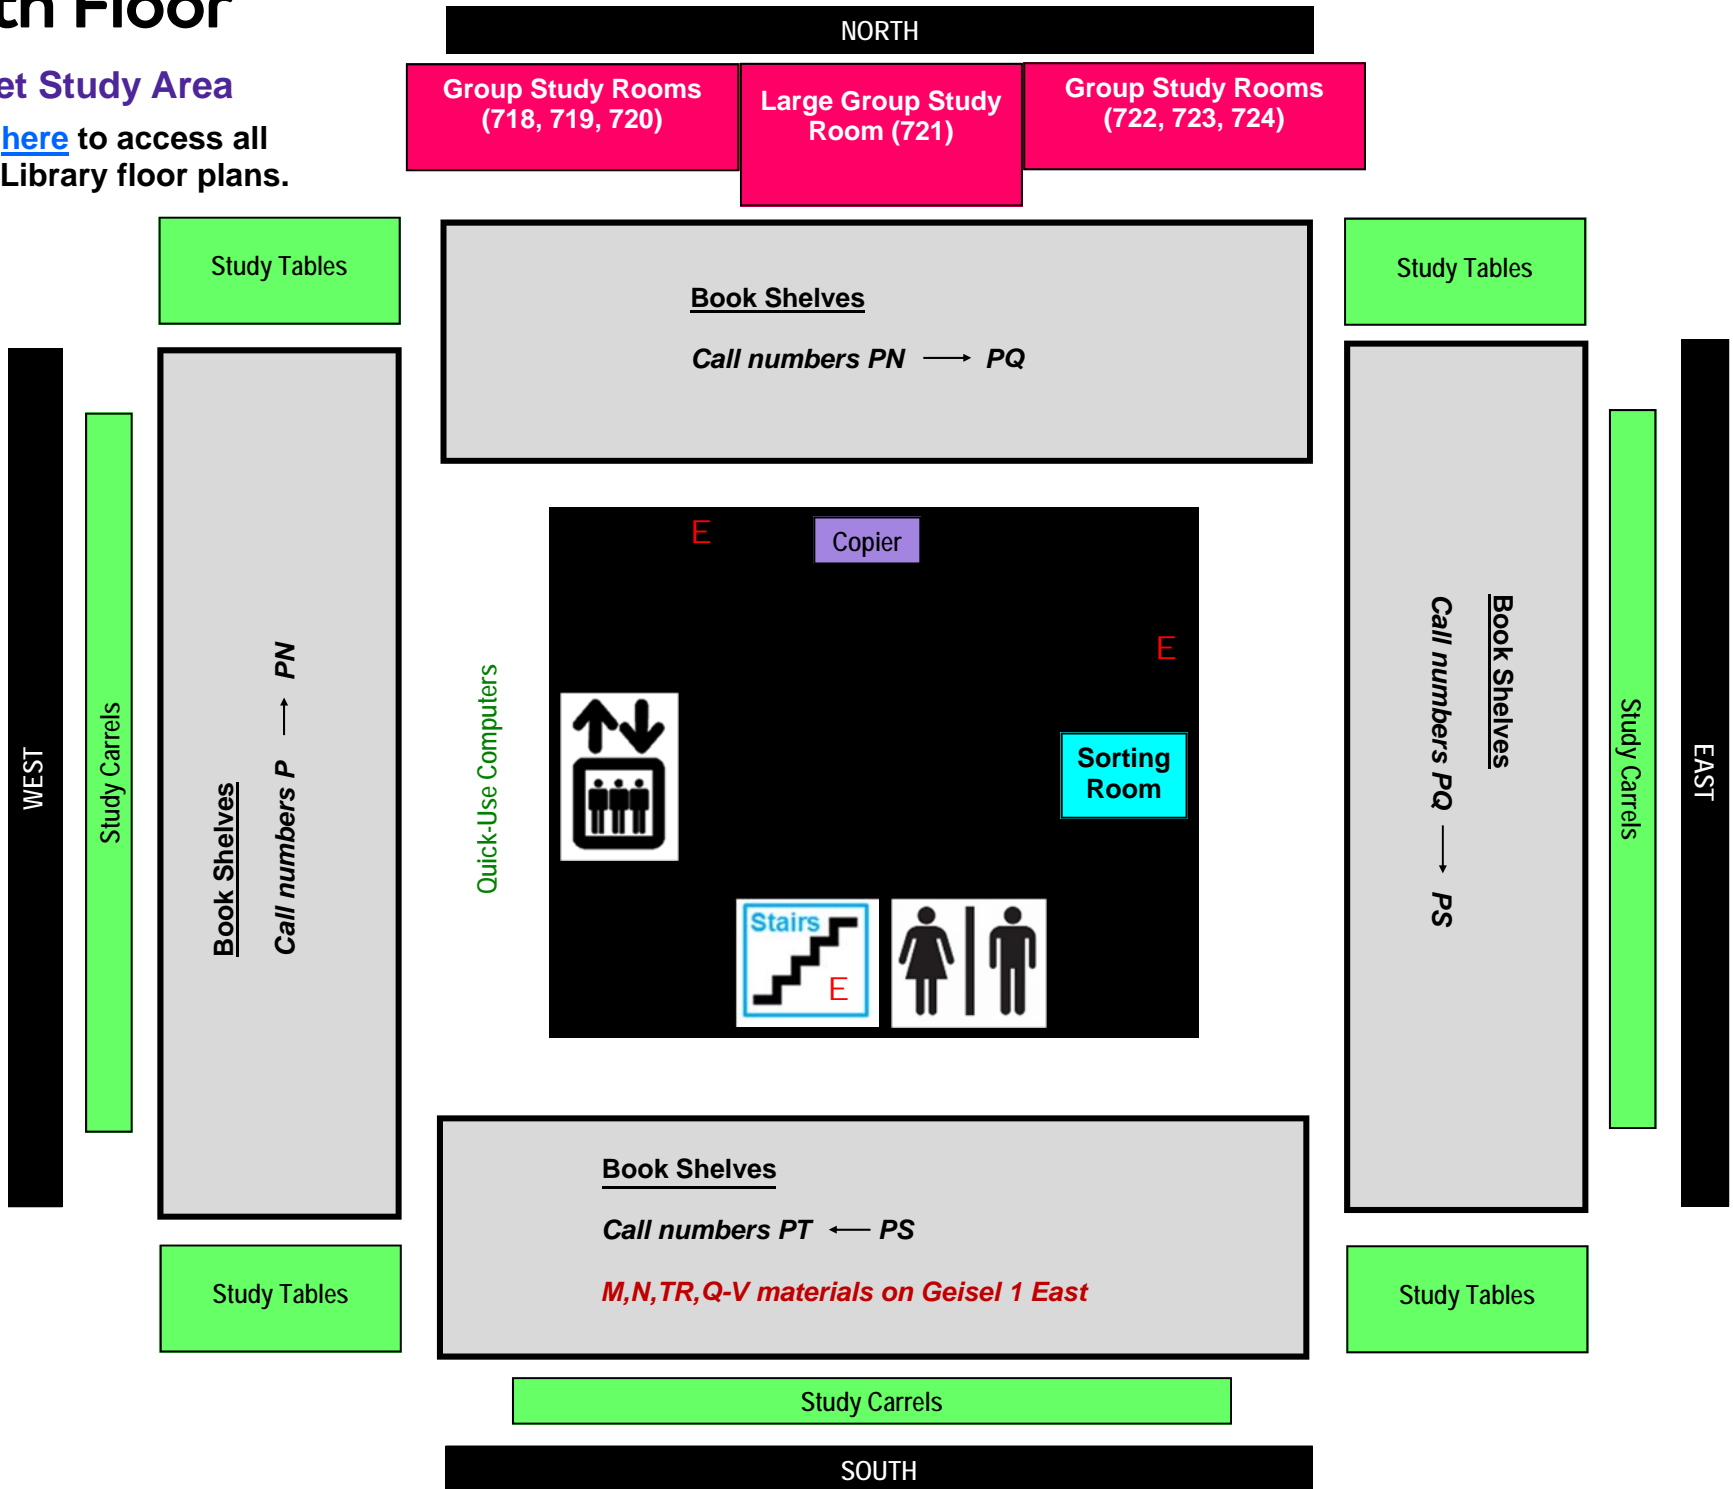 th Floor
et Study Area
here to access all
Library floor plans.
NORTH
Group Study Rooms
(718, 719, 720)
Large Group Study
Room (721)
Group Study Rooms
(722, 723, 724)
Study Tables
Study Tables
Book Shelves
Call numbers PN → PQ
WEST
Study Carrels
Book Shelves
Call numbers P → PN
Quick-Use Computers
E
Copier
E
Sorting
Room
Stairs
E
Book Shelves
Call numbers PQ → PS
Study Carrels
EAST
Book Shelves
Call numbers PT ← PS
M,N,TR,Q-V materials on Geisel 1 East
Study Tables
Study Tables
Study Carrels
SOUTH